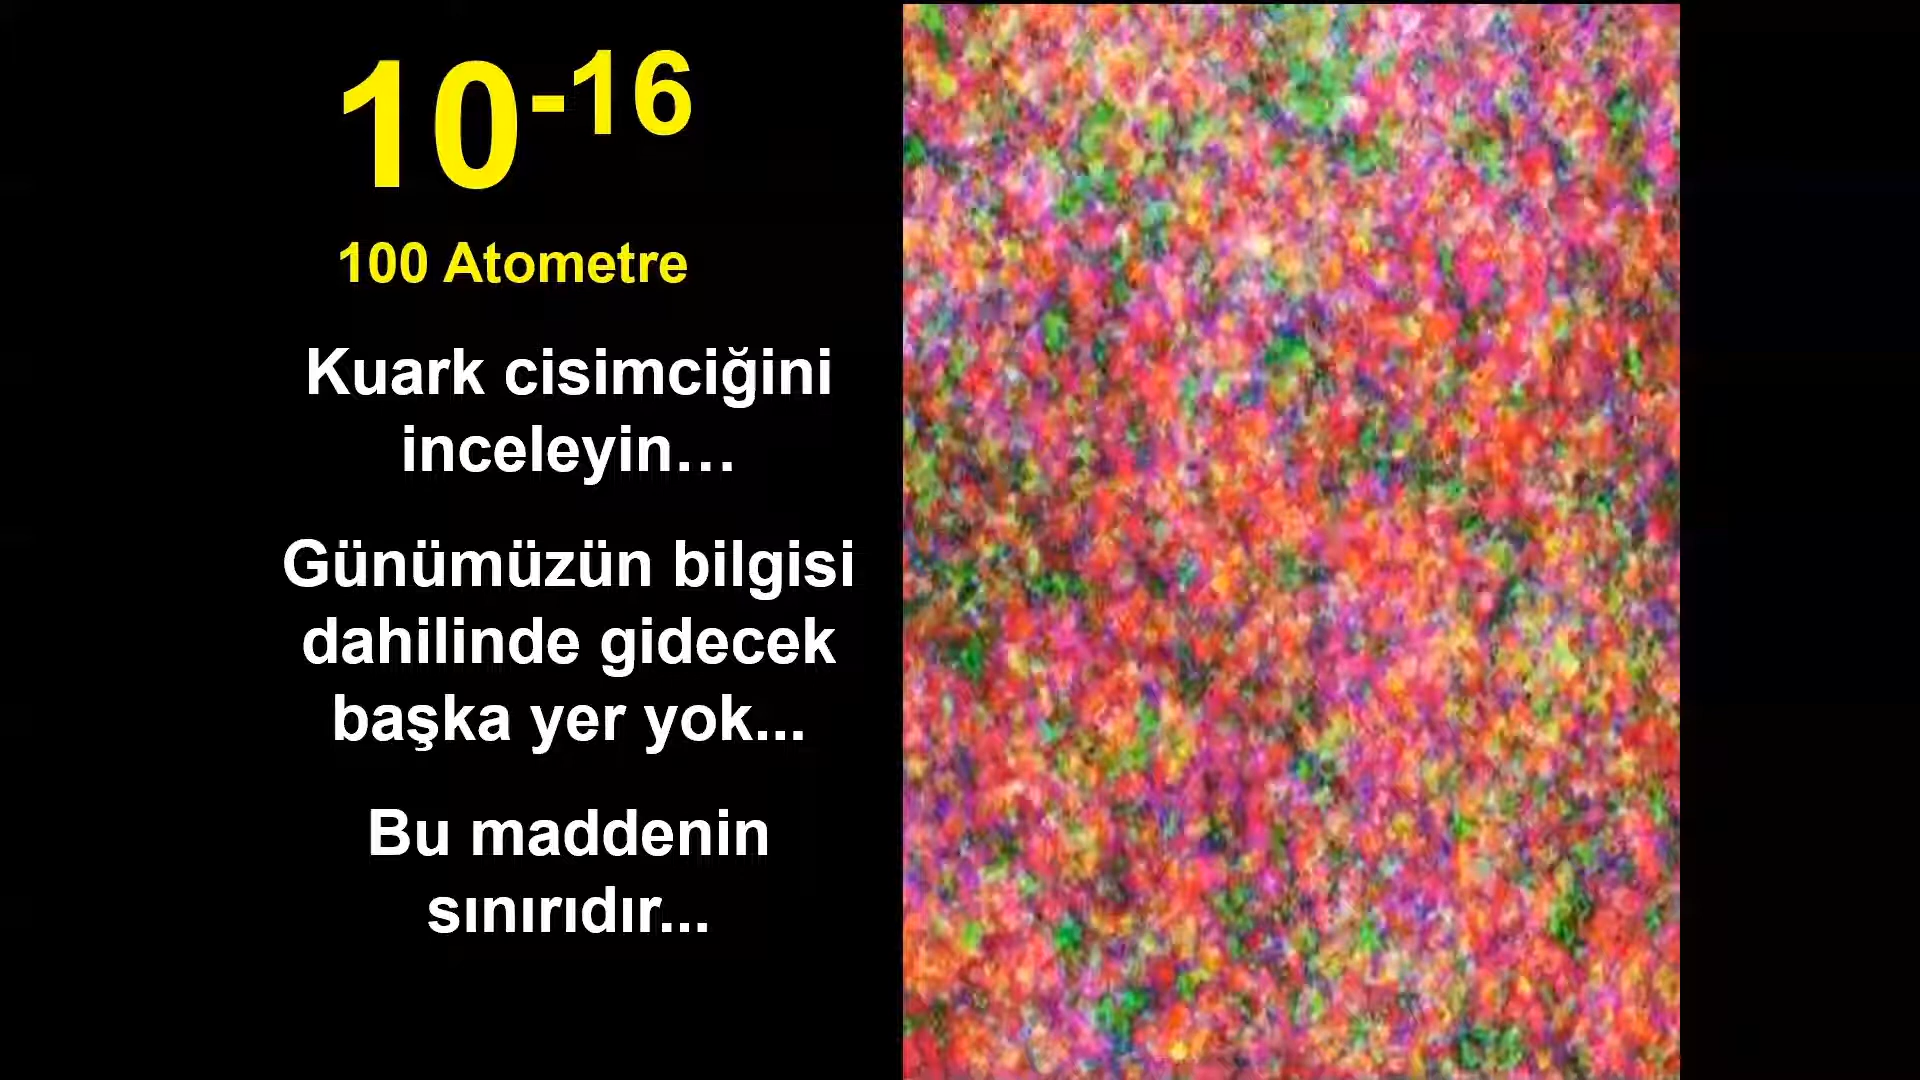 10⁻¹⁶
100 Atometre
Kuark cisimciğini
inceleyin…
Günümüzün bilgisi
dahilinde gidecek
başka yer yok...
Bu maddenin
sınırıdır...